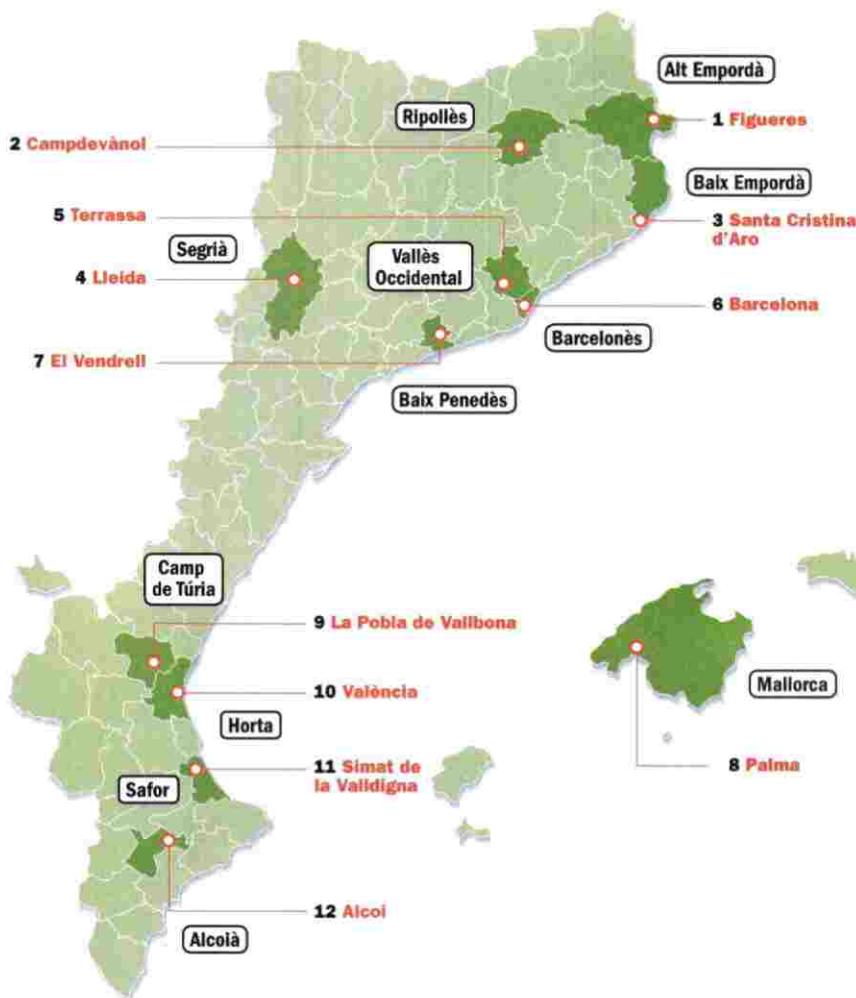 Alt Empordà
Ripollès
1 Figueres
2 Campdevànol
Baix Empordà
5 Terrassa
3 Santa Cristina
d'Aro
Segrià
Vallès
Occidental
4 Lleida
6 Barcelona
Barcelonès
7 El Vendrell
Baix Penedès
Camp
de Túria
9 La Pobla de Vallbona
Mallorca
10 València
Horta
11 Simat de
la Valldigna
8 Palma
Safor
12 Alcoi
Alcoià